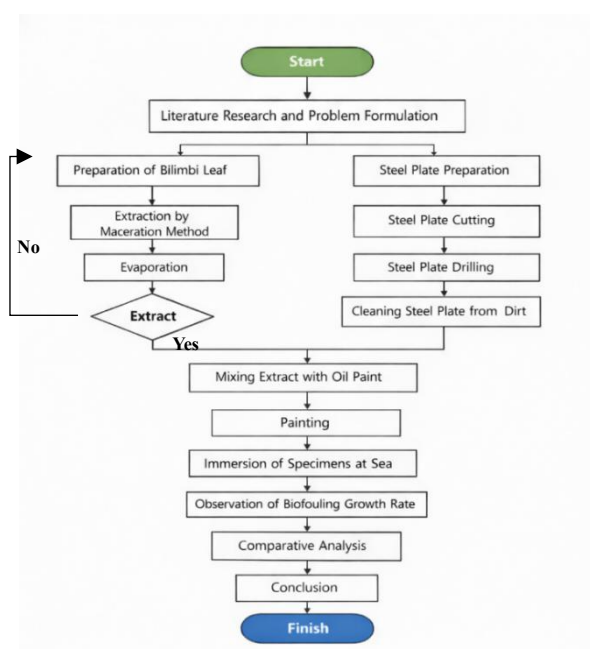 Start
Literature Research and Problem Formulation
Preparation of Bilimbi Leaf
Steel Plate Preparation
Extraction by
Maceration Method
Steel Plate Cutting
No
Evaporation
Steel Plate Drilling
Extract
Cleaning Steel Plate from Dirt
Yes
Mixing Extract with Oil Paint
Painting
Immersion of Specimens at Sea
Observation of Biofouling Growth Rate
Comparative Analysis
Conclusion
Finish